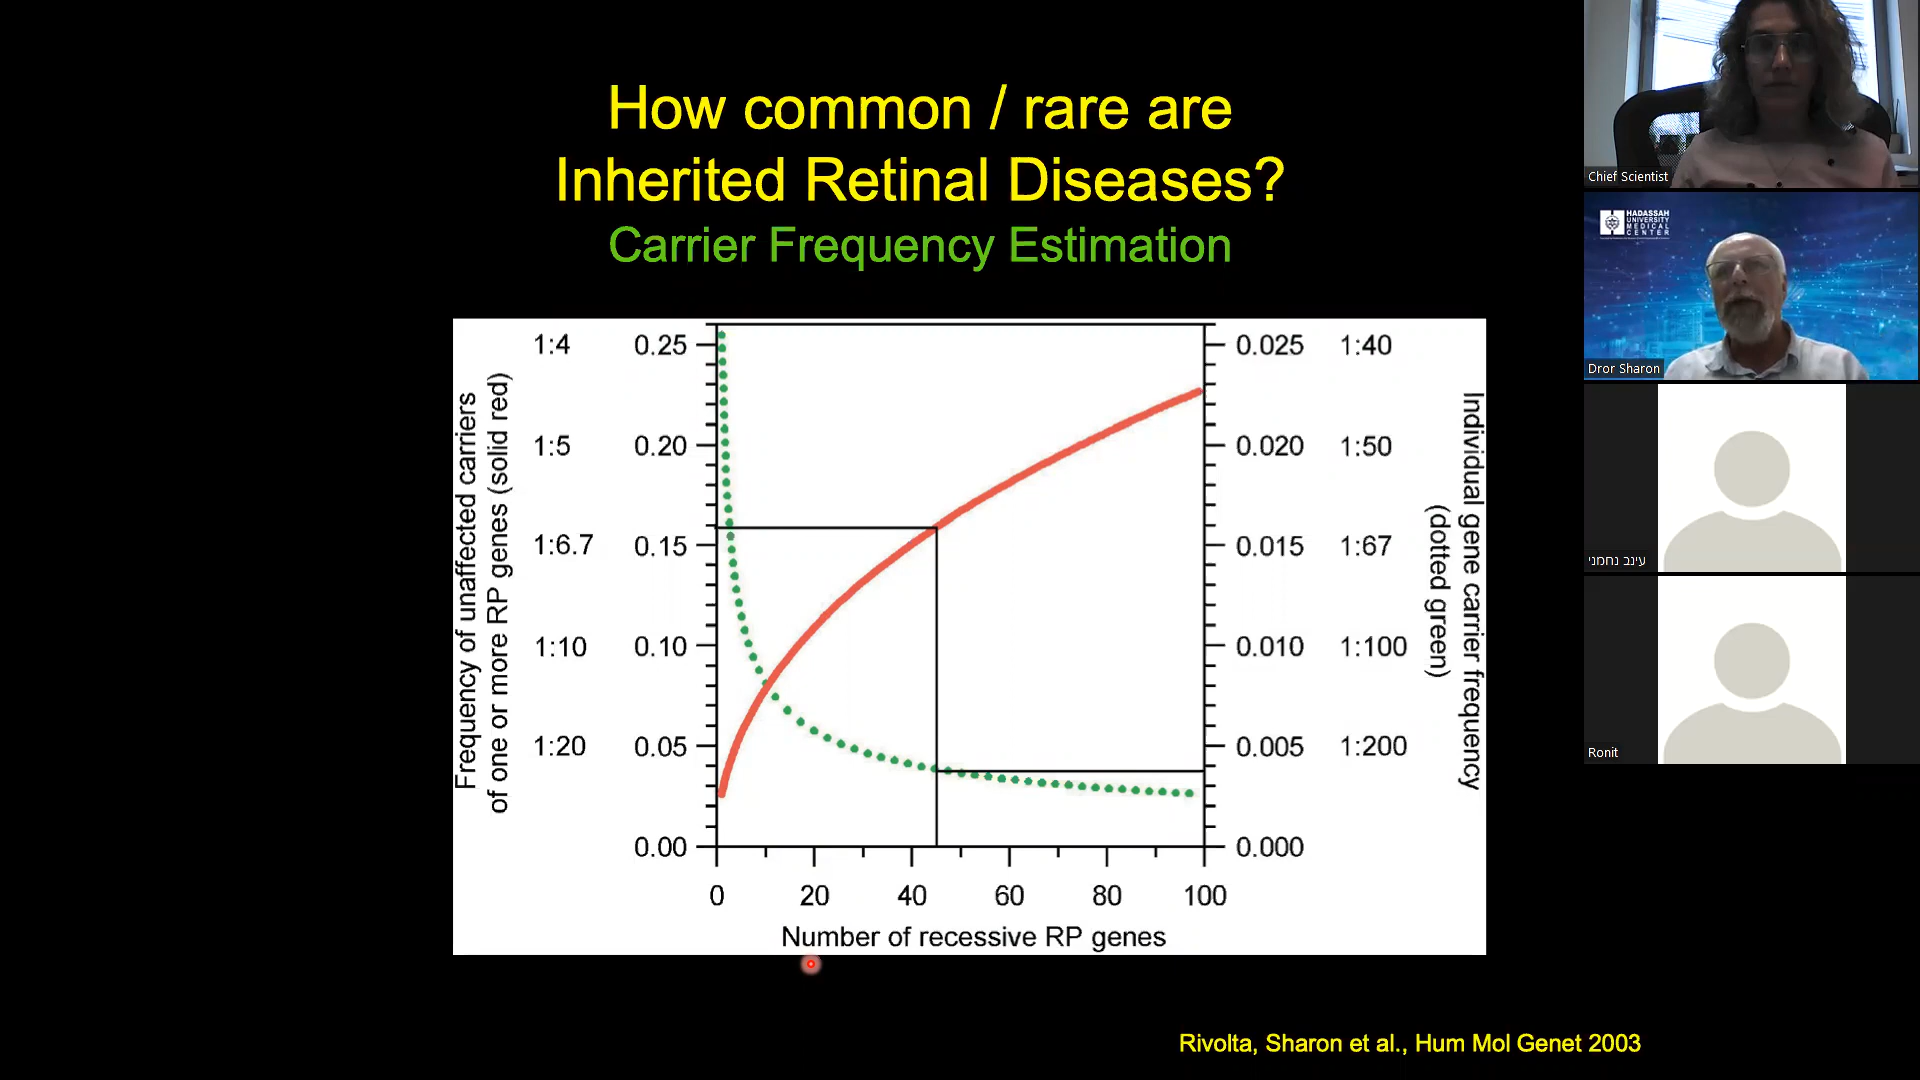 How common / rare are
Inherited Retinal Diseases?
Carrier Frequency Estimation
Frequency of unaffected carriers
of one or more RP genes (solid red)
1:4
1:5
1:6.7
1:10
1:20
0.25
0.20
0.15
0.10
0.05
0.00
0.025
0.020
0.015
0.010
0.005
0.000
1:40
1:50
1:67
1:100
1:200
Individual gene carrier frequency
(dotted green)
0 20 40 60 80 100
Number of recessive RP genes
Rivolta, Sharon et al., Hum Mol Genet 2003
Chief Scientist
HADASSAH
UNIVERSITY
MEDICAL
CENTER
Dror Sharon
עינב נחמני
Ronit